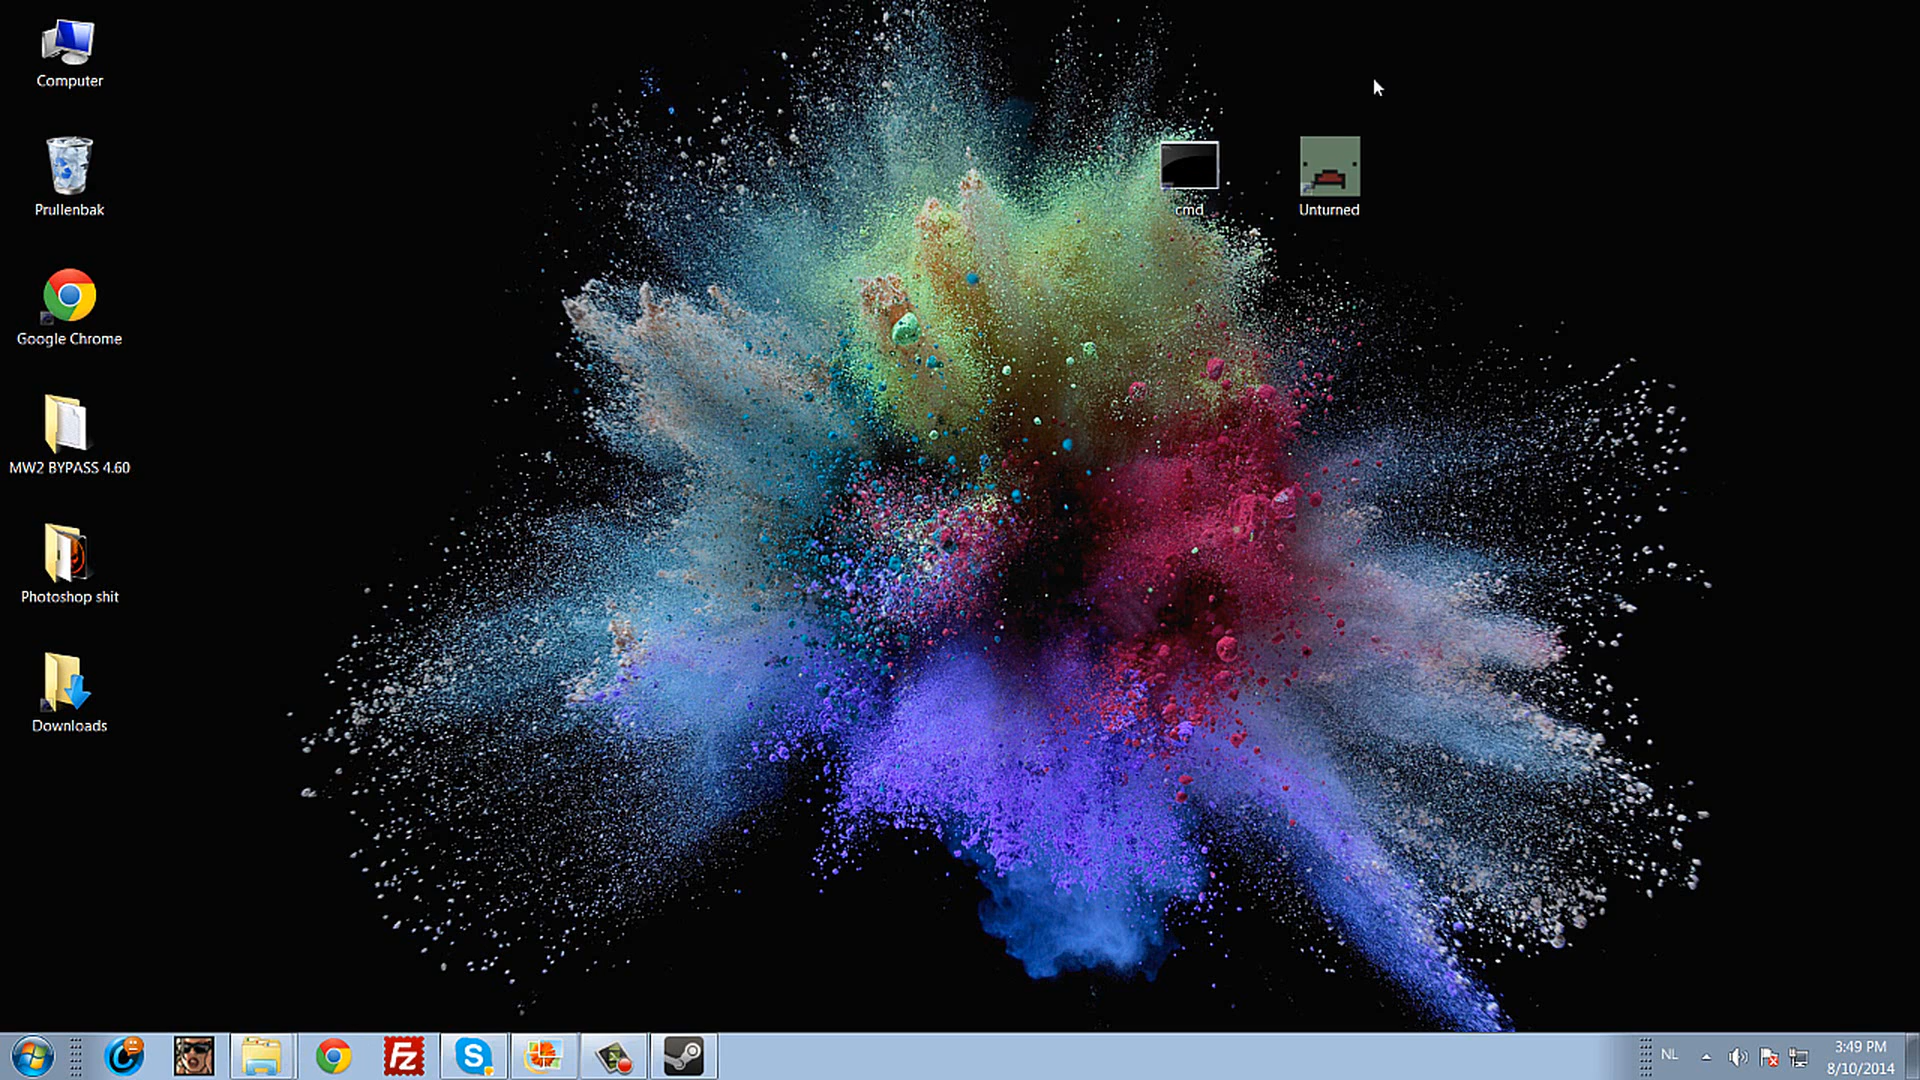 Computer
Prullenbak
Google Chrome
MW2 BYPASS 4.60
Photoshop shit
Downloads
cmd
Unturned
NL
3:49 PM
8/10/2014